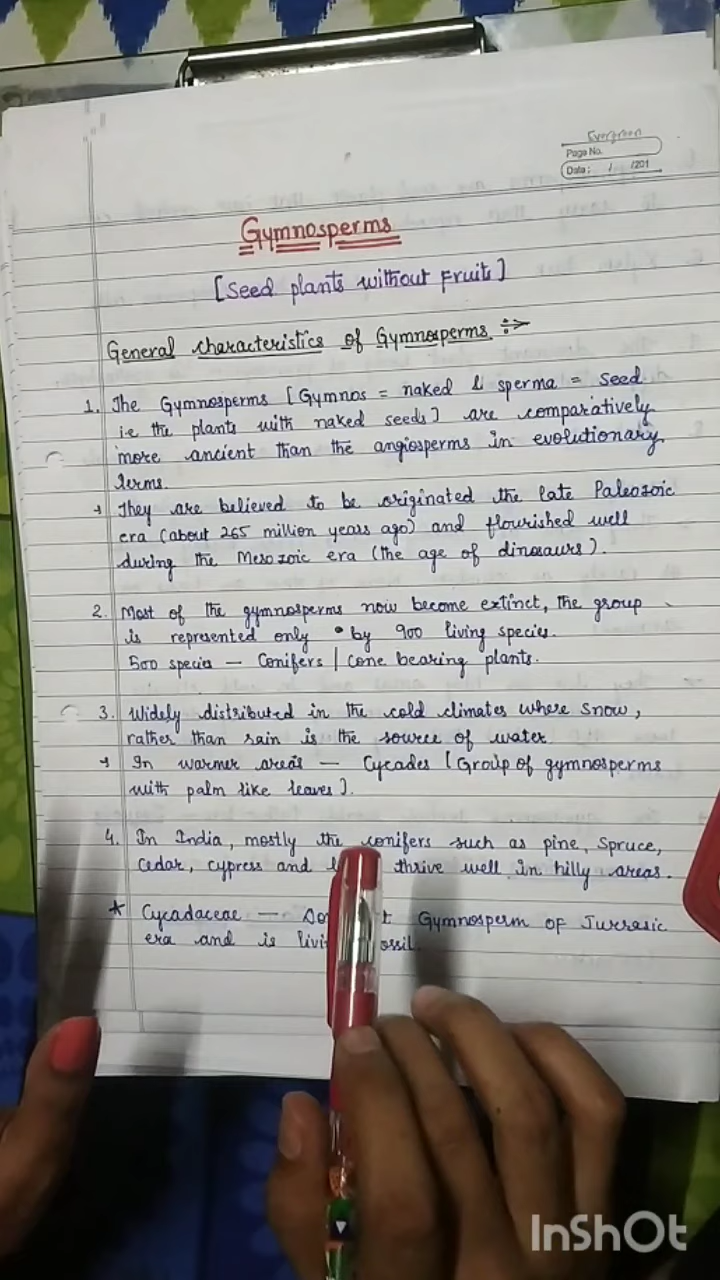 Evergreen
Page No.
Date: / /201
Gymnosperms
[Seed plants without Fruits]
General characteristics of Gymnosperms :->
1. The Gymnosperms [Gymnos = naked & sperma = seed
i.e the plants with naked seeds] are comparatively
more ancient than the angiosperms in evolutionary
terms.
→ They are believed to be originated the late Paleozoic
era (about 265 million years ago) and flourished well
during the Mesozoic era (the age of dinosaurs).
2. Most of the gymnosperms now become extinct, the group
is represented only by 900 living species.
500 species — Conifers | cone bearing plants.
3. Widely distributed in the cold climates where snow,
rather than rain is the source of water
→ In warmer areas — Cycades [Group of gymnosperms
with palm like leaves].
4. In India, mostly the conifers such as pine, Spruce,
Cedar, cypress and thrive well in hilly areas.
* Cycadaceae — Gymnosperm of Jurrasic
era and is
InShOt